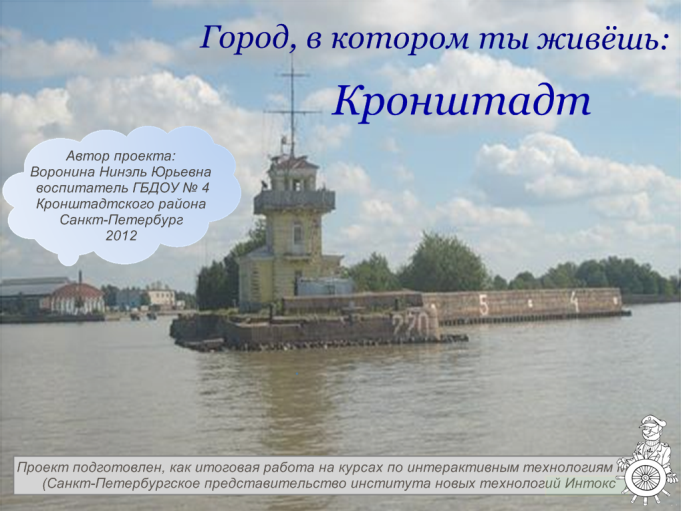 Город, в котором ты живёшь:
Кронштадт
Автор проекта:
Воронина Нинэль Юрьевна
воспитатель ГБДОУ № 4
Кронштадтского района
Санкт-Петербург
2012
220 5 4
Проект подготовлен, как итоговая работа на курсах по интерактивным технологиям
(Санкт-Петербургское представительство института новых технологий Интокс